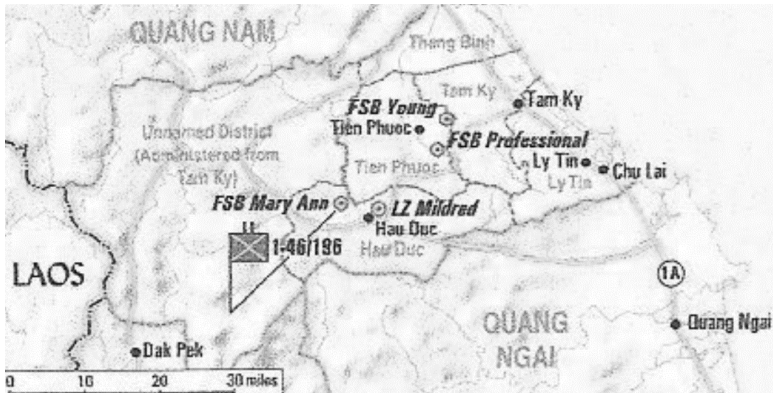 QUANG NAM
Thang Binh
Tam Ky
FSB Young
Tam Ky
Tien Phuoc
Unnamed District
(Administered from
Tam Ky)
FSB Professional
Tien Phuoc
Ly Tin
Ly Tin
Chu Lai
FSB Mary Ann
LZ Mildred
Hau Duc
Hau Duc
II
1-46/196
LAOS
1A
QUANG
NGAI
Quang Ngai
Dak Pek
0 10 20 30 miles